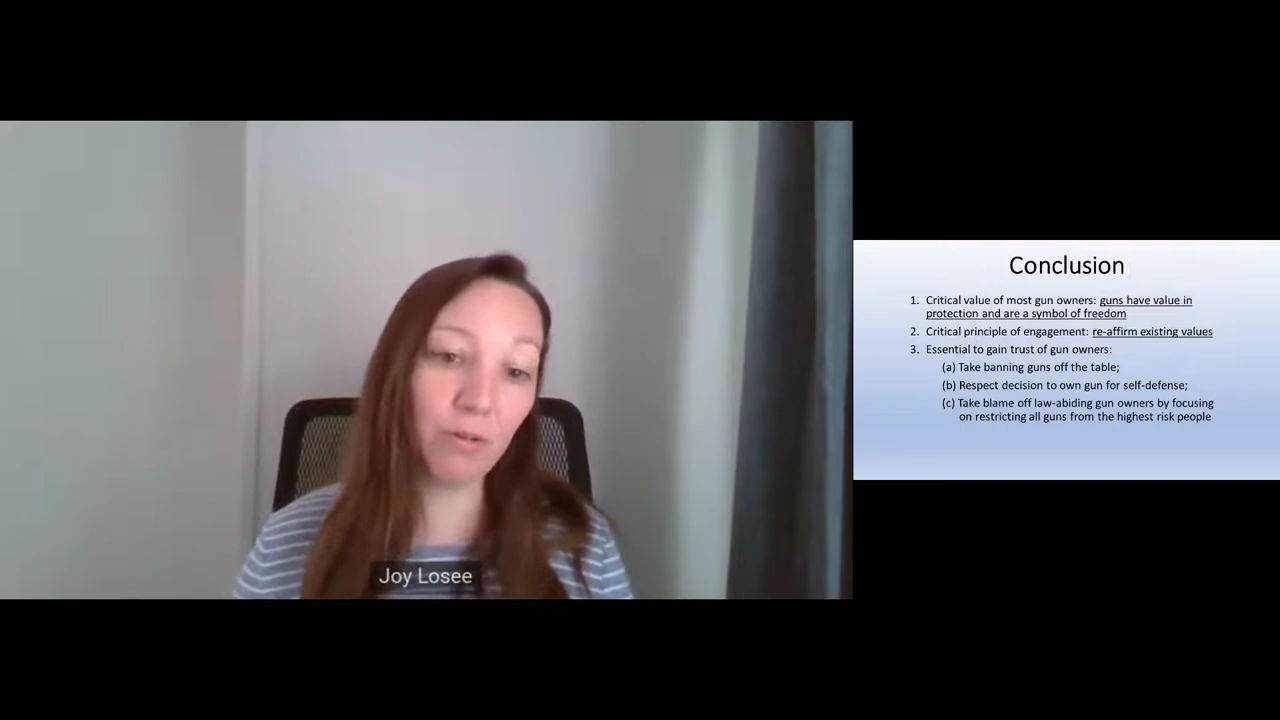 Joy Losee
Conclusion
1. Critical value of most gun owners: guns have value in
protection and are a symbol of freedom
2. Critical principle of engagement: re-affirm existing values
3. Essential to gain trust of gun owners:
(a) Take banning guns off the table;
(b) Respect decision to own gun for self-defense;
(c) Take blame off law-abiding gun owners by focusing
on restricting all guns from the highest risk people